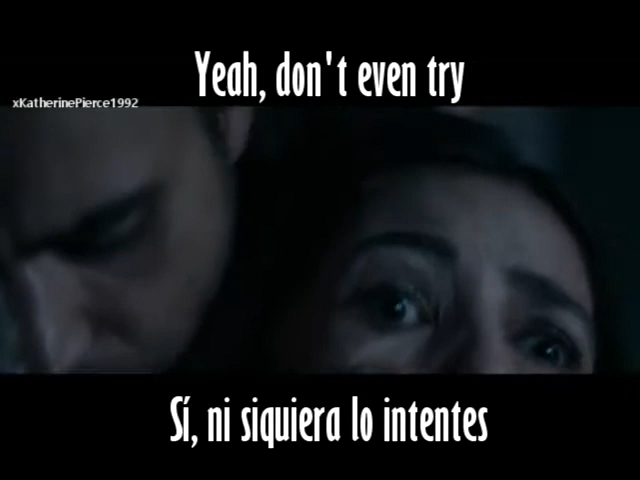 Yeah, don't even try
xKatherinePierce1992
Sí, ni siquiera lo intentes